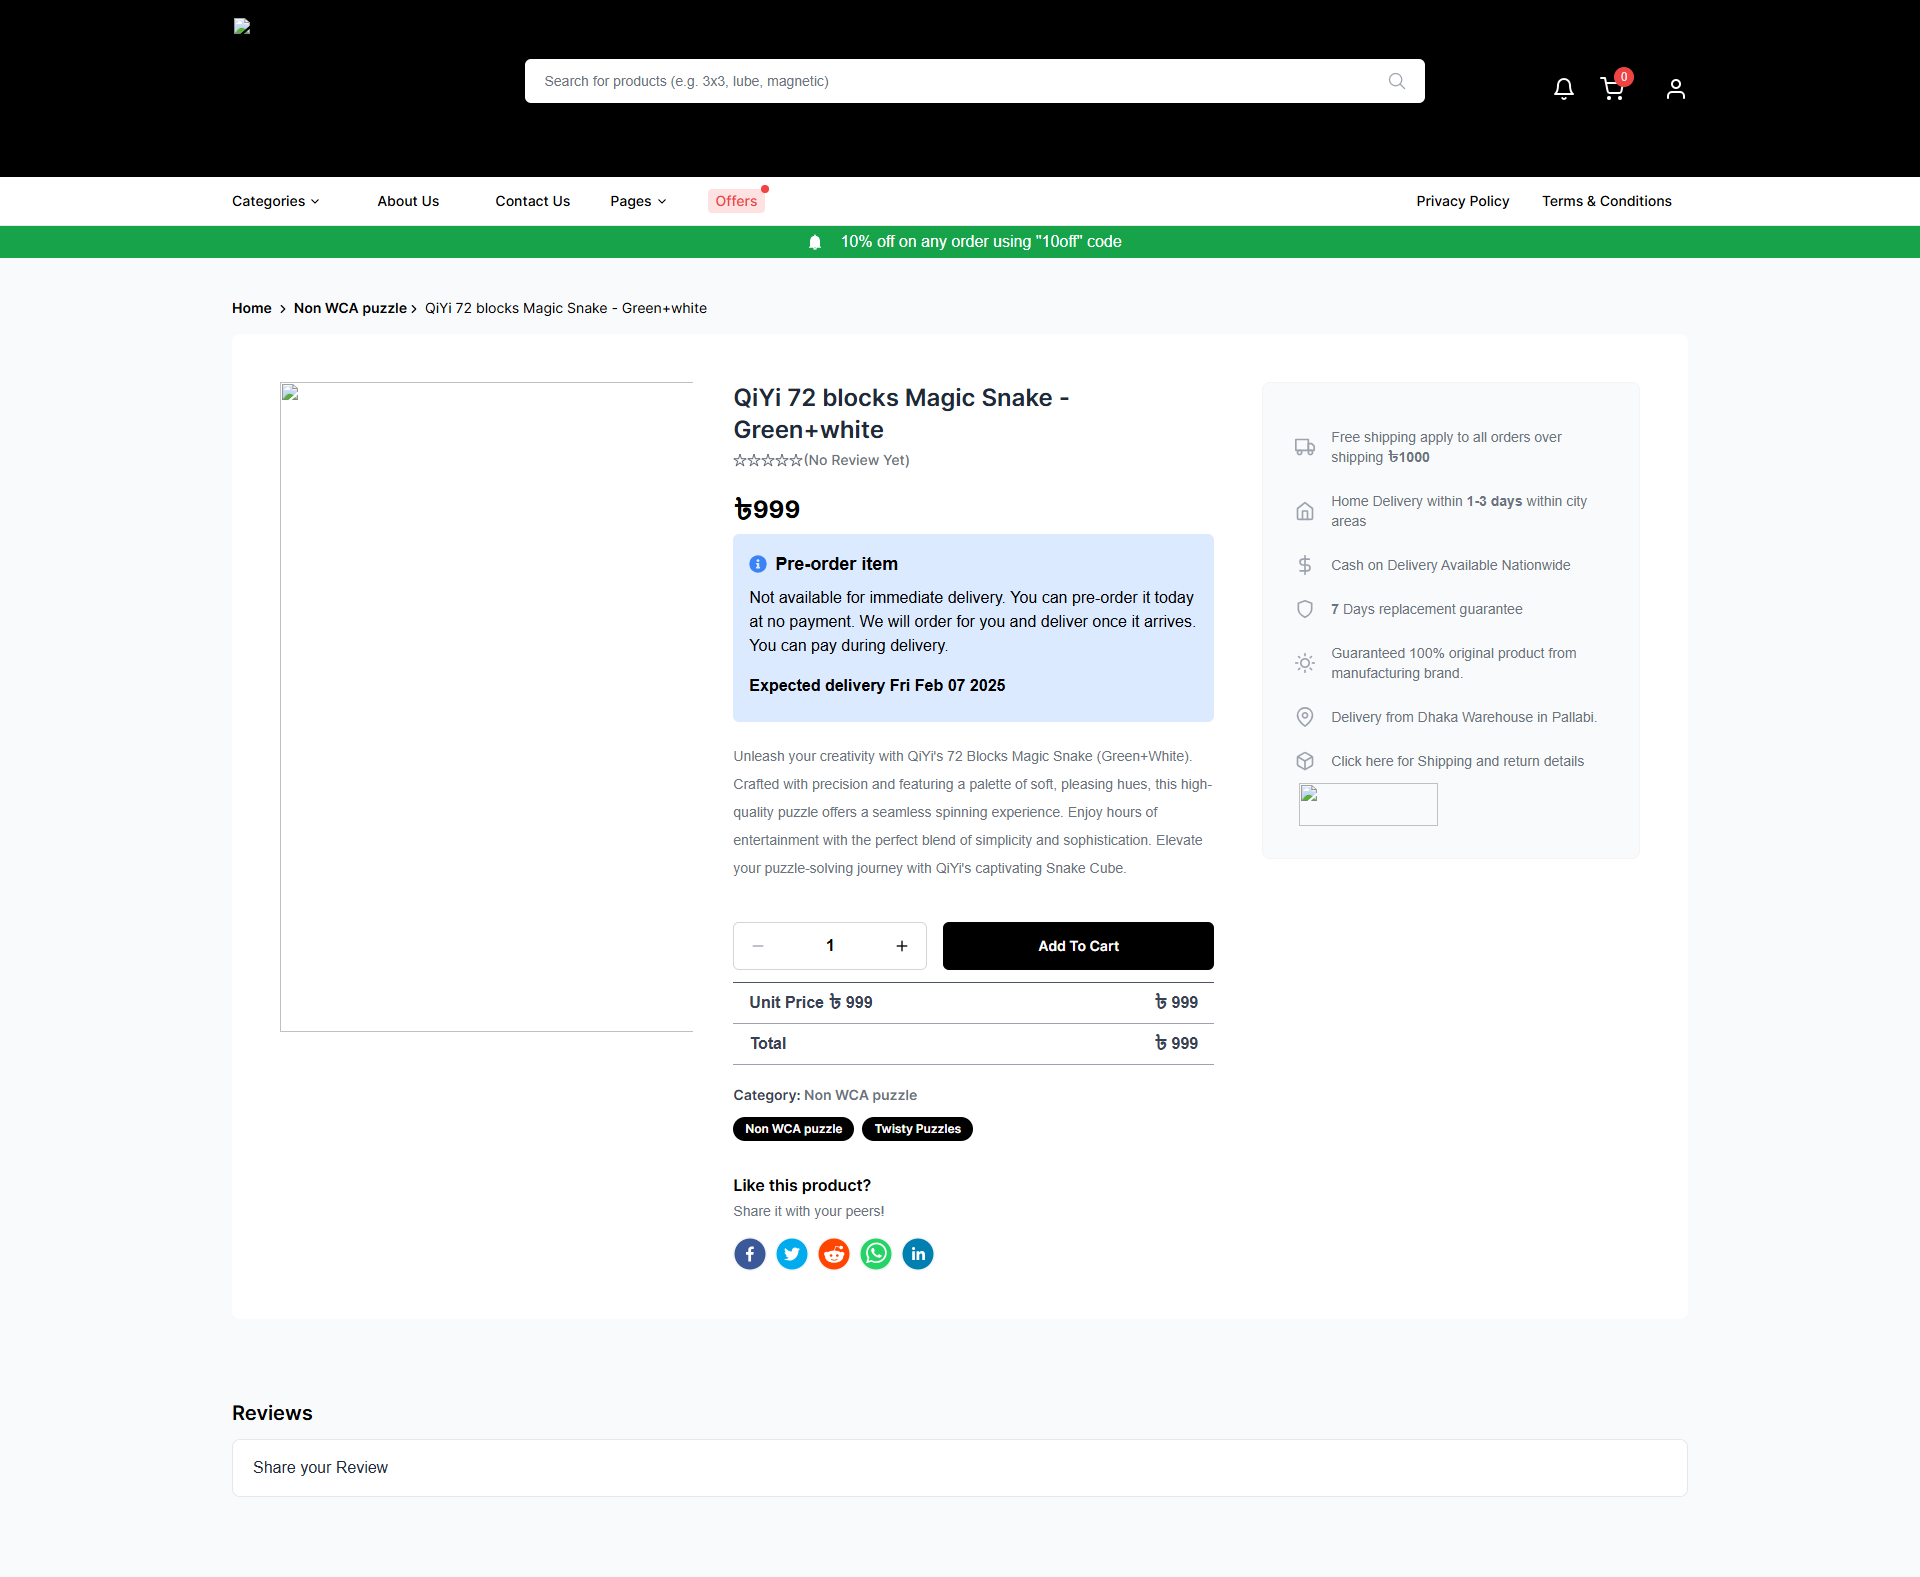 Search for products (e.g. 3x3, lube, magnetic)
0
Categories
About Us
Contact Us
Pages
Offers
Privacy Policy
Terms & Conditions
10% off on any order using "10off" code
Home > Non WCA puzzle > QiYi 72 blocks Magic Snake - Green+white
QiYi 72 blocks Magic Snake -
Green+white
(No Review Yet)
৳999
Pre-order item
Not available for immediate delivery. You can pre-order it today
at no payment. We will order for you and deliver once it arrives.
You can pay during delivery.
Expected delivery Fri Feb 07 2025
Unleash your creativity with QiYi's 72 Blocks Magic Snake (Green+White).
Crafted with precision and featuring a palette of soft, pleasing hues, this high-
quality puzzle offers a seamless spinning experience. Enjoy hours of
entertainment with the perfect blend of simplicity and sophistication. Elevate
your puzzle-solving journey with QiYi's captivating Snake Cube.
1
Add To Cart
Unit Price ৳ 999
৳ 999
Total
৳ 999
Category: Non WCA puzzle
Non WCA puzzle
Twisty Puzzles
Like this product?
Share it with your peers!
Free shipping apply to all orders over
shipping ৳1000
Home Delivery within 1-3 days within city
areas
Cash on Delivery Available Nationwide
7 Days replacement guarantee
Guaranteed 100% original product from
manufacturing brand.
Delivery from Dhaka Warehouse in Pallabi.
Click here for Shipping and return details
Reviews
Share your Review